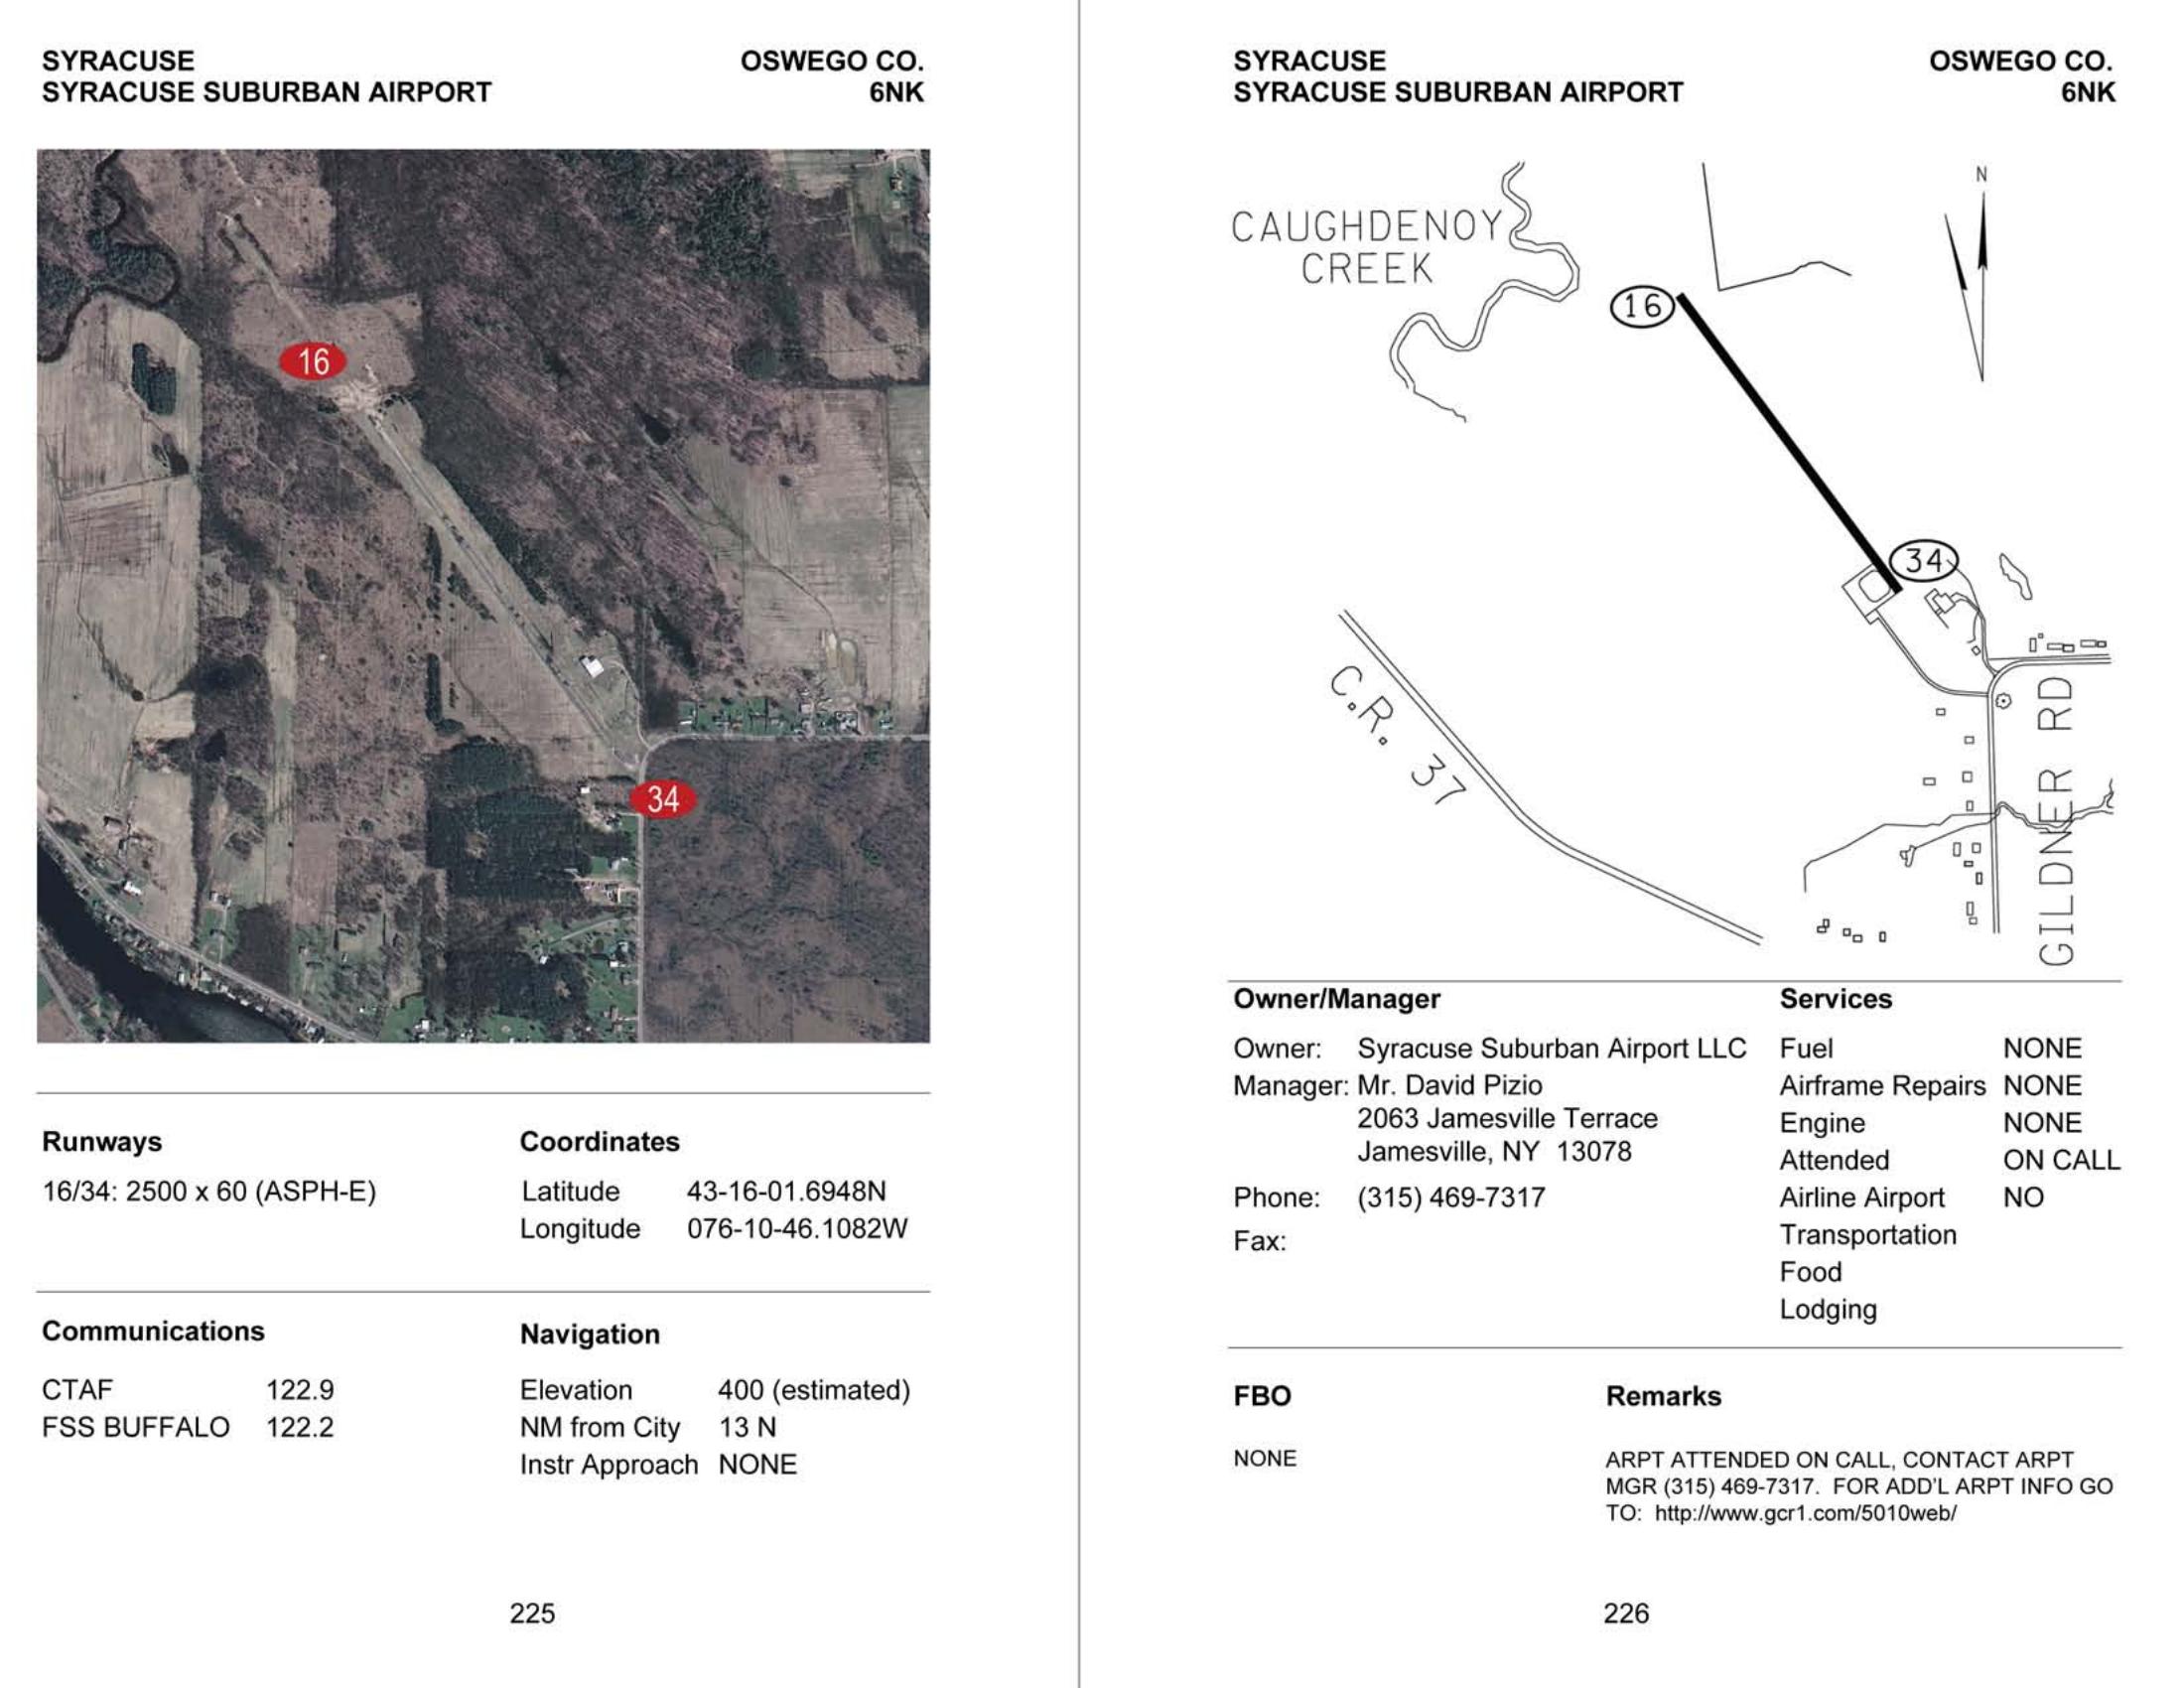 SYRACUSE OSWEGO CO.
SYRACUSE SUBURBAN AIRPORT 6NK
16
34
Runways
16/34: 2500 x 60 (ASPH-E)
Coordinates
Latitude 43-16-01.6948N
Longitude 076-10-46.1082W
Communications
CTAF 122.9
FSS BUFFALO 122.2
Navigation
Elevation 400 (estimated)
NM from City 13 N
Instr Approach NONE
225
SYRACUSE OSWEGO CO.
SYRACUSE SUBURBAN AIRPORT 6NK
N
CAUGHDENOY
CREEK
16
34
C.R. 37
GILDNER RD
Owner/Manager
Owner: Syracuse Suburban Airport LLC
Manager: Mr. David Pizio
2063 Jamesville Terrace
Jamesville, NY 13078
Phone: (315) 469-7317
Fax:
Services
Fuel NONE
Airframe Repairs NONE
Engine NONE
Attended ON CALL
Airline Airport NO
Transportation
Food
Lodging
FBO
NONE
Remarks
ARPT ATTENDED ON CALL, CONTACT ARPT
MGR (315) 469-7317. FOR ADD'L ARPT INFO GO
TO: http://www.gcr1.com/5010web/
226